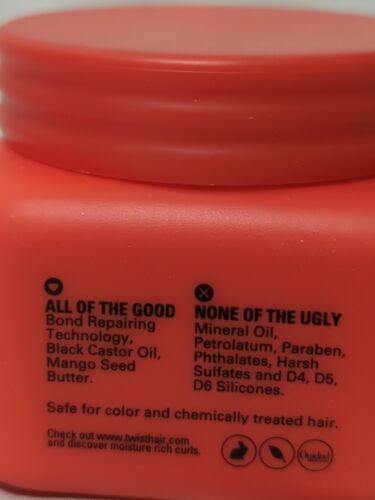 ALL OF THE GOOD
Bond Repairing
Technology,
Black Castor Oil,
Mango Seed
Butter.
NONE OF THE UGLY
Mineral Oil,
Petrolatum, Paraben,
Phthalates, Harsh
Sulfates and D4, D5,
D6 Silicones.
Safe for color and chemically treated hair.
Check out www.twisthair.com
and discover moisture rich curls.
Ouidad